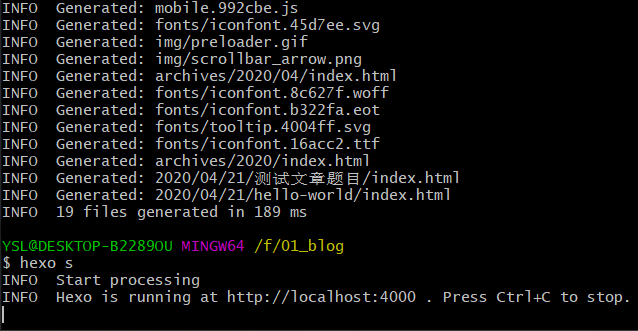 INFO  Generated: mobile.992cbe.js
INFO  Generated: fonts/iconfont.45d7ee.svg
INFO  Generated: img/preloader.gif
INFO  Generated: img/scrollbar_arrow.png
INFO  Generated: archives/2020/04/index.html
INFO  Generated: fonts/iconfont.8c627f.woff
INFO  Generated: fonts/iconfont.b322fa.eot
INFO  Generated: fonts/tooltip.4004ff.svg
INFO  Generated: fonts/iconfont.16acc2.ttf
INFO  Generated: archives/2020/index.html
INFO  Generated: 2020/04/21/测试文章题目/index.html
INFO  Generated: 2020/04/21/hello-world/index.html
INFO  19 files generated in 189 ms
YSL@DESKTOP-B2289OU MINGW64 /f/01_blog
$ hexo s
INFO  Start processing
INFO  Hexo is running at http://localhost:4000 . Press Ctrl+C to stop.